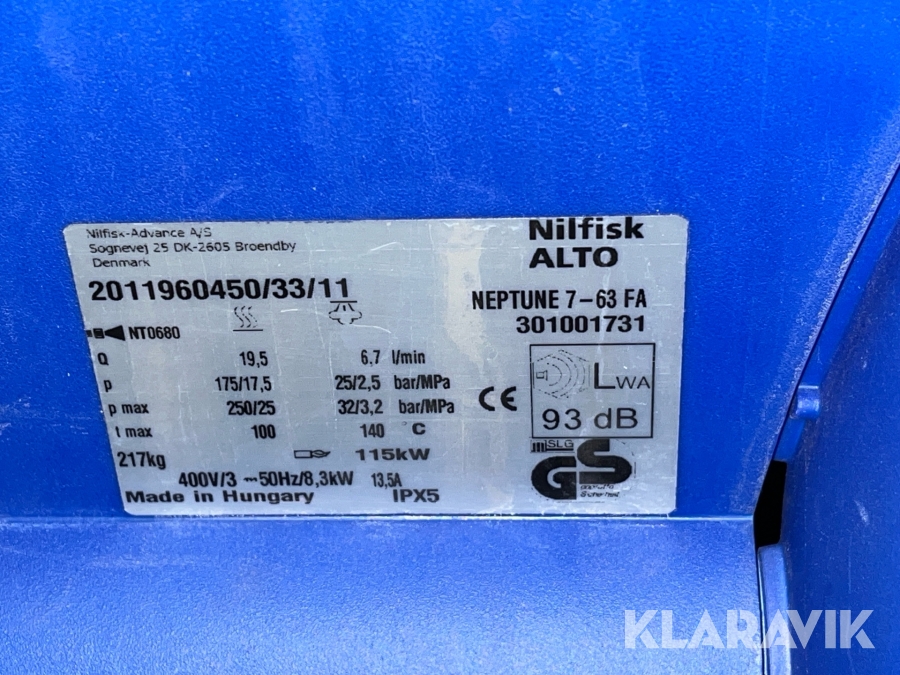 Nilfisk-Advance A/S
Sognevej 25 DK-2605 Broendby
Denmark
Nilfisk
ALTO
2011960450/33/11
NEPTUNE 7-63 FA
301001731
NT0680
Q 19,5 6,7 l/min
p 175/17,5 25/2,5 bar/MPa
p max 250/25 32/3,2 bar/MPa
t max 100 140 °C
217kg 115kW
400V/3 ~50Hz/8,3kW 13,5A
Made in Hungary IPX5
CE
LWA
93 dB
SLG
GS
KLARAVIK